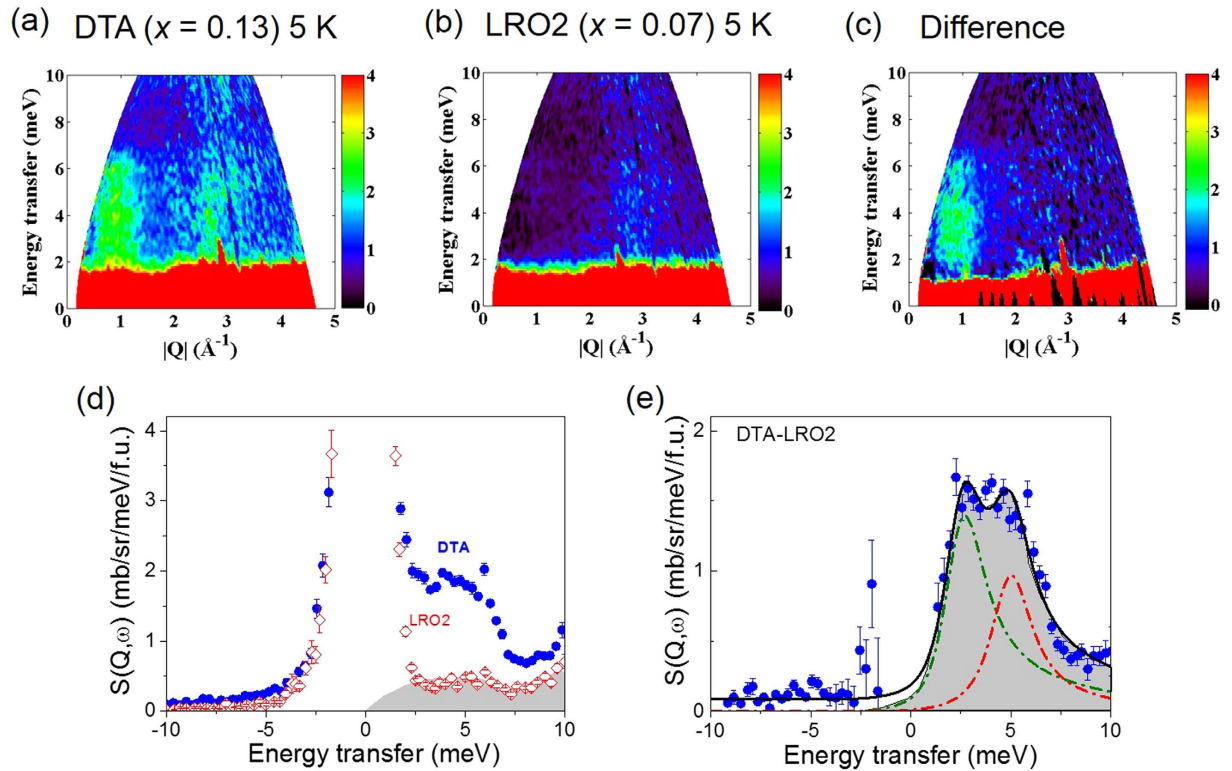 (a) DTA (x = 0.13) 5 K
(b) LRO2 (x = 0.07) 5 K
(c) Difference
Energy transfer (meV)
10
8
6
4
2
0
0 1 2 3 4 5
|Q| (Å⁻¹)
4
3
2
1
0
Energy transfer (meV)
10
8
6
4
2
0
0 1 2 3 4 5
|Q| (Å⁻¹)
4
3
2
1
0
Energy transfer (meV)
10
8
6
4
2
0
0 1 2 3 4 5
|Q| (Å⁻¹)
4
3
2
1
0
(d)
S(Q,ω) (mb/sr/meV/f.u.)
4
3
2
1
0
DTA
LRO2
-10 -5 0 5 10
Energy transfer (meV)
(e)
DTA-LRO2
S(Q,ω) (mb/sr/meV/f.u.)
2
1
0
-10 -5 0 5 10
Energy transfer (meV)